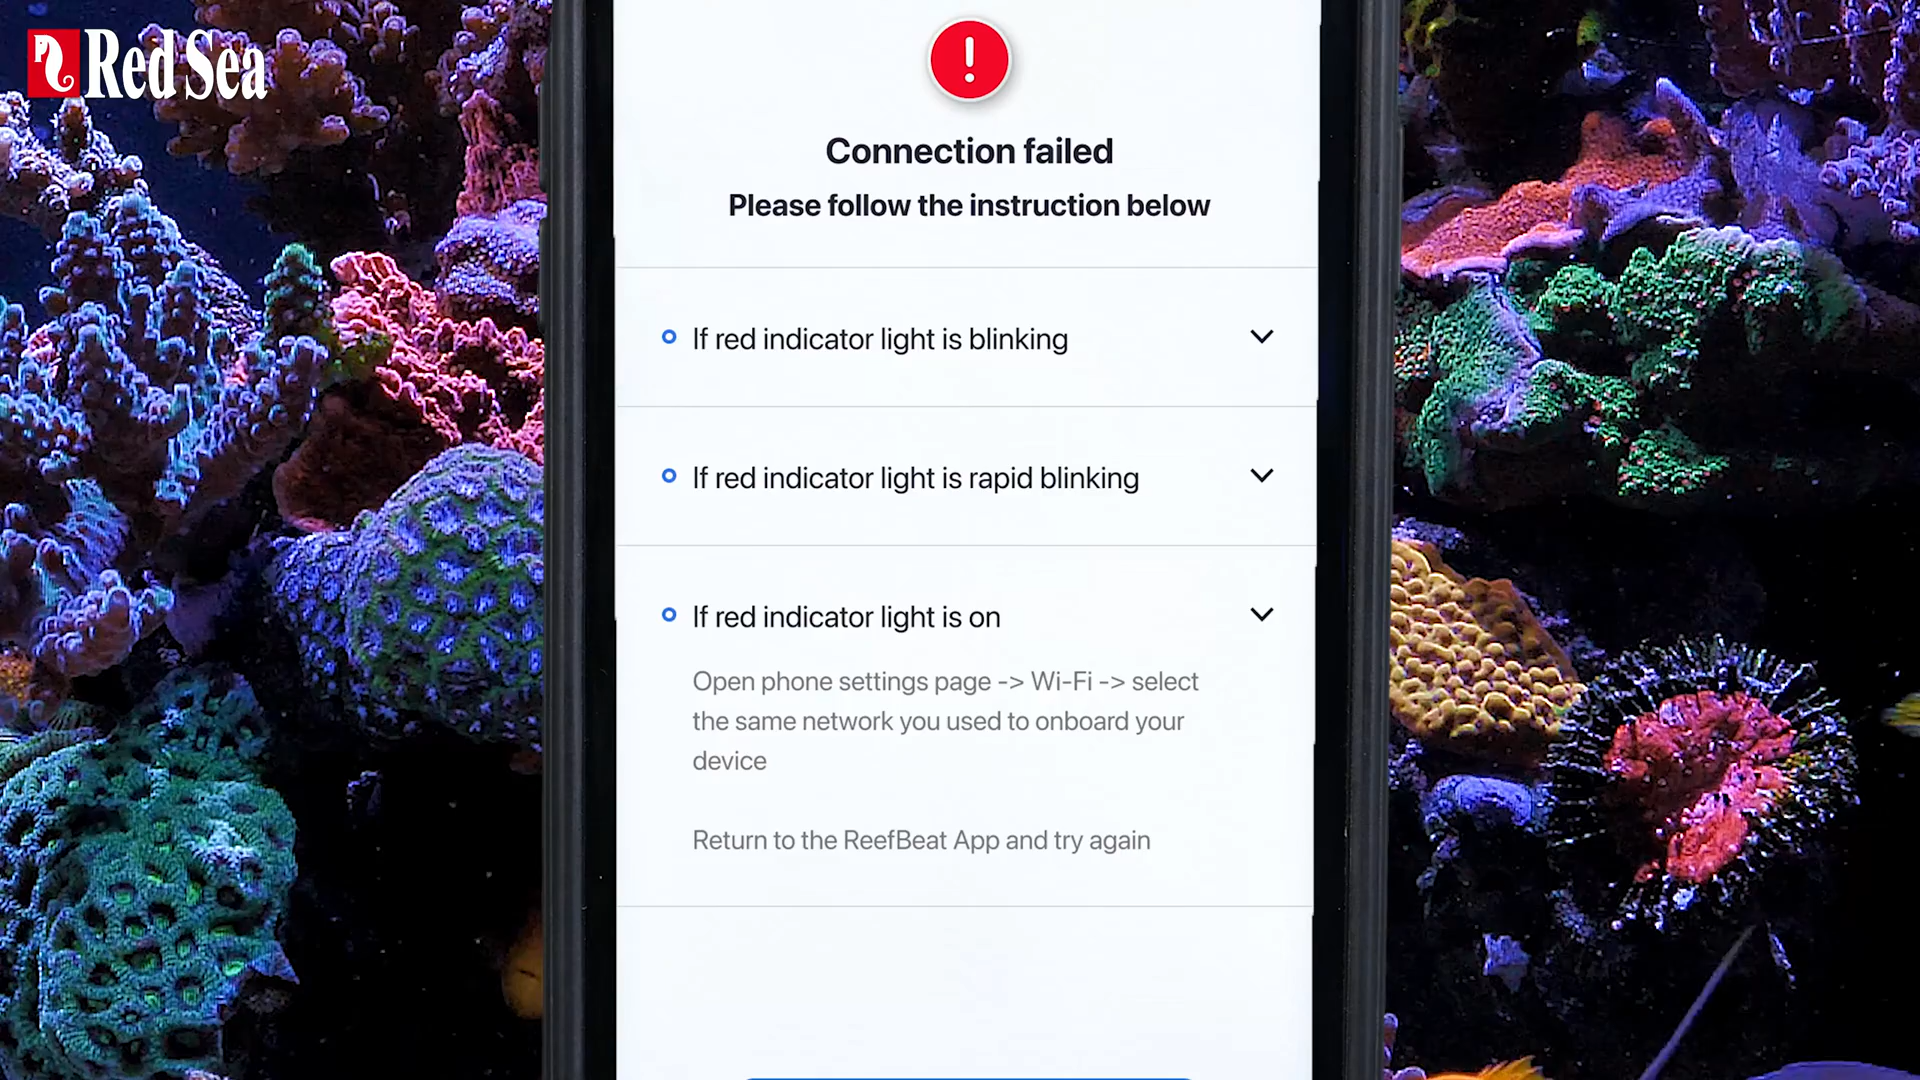 Red Sea
!
Connection failed
Please follow the instruction below
If red indicator light is blinking
If red indicator light is rapid blinking
If red indicator light is on
Open phone settings page -> Wi-Fi -> select
the same network you used to onboard your
device
Return to the ReefBeat App and try again